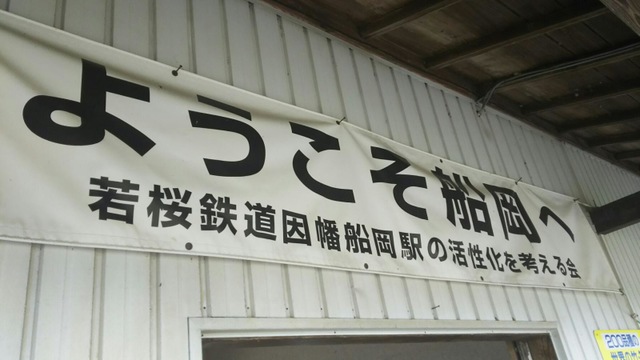 ようこそ船岡へ
若桜鉄道因幡船岡駅の活性化を考える会